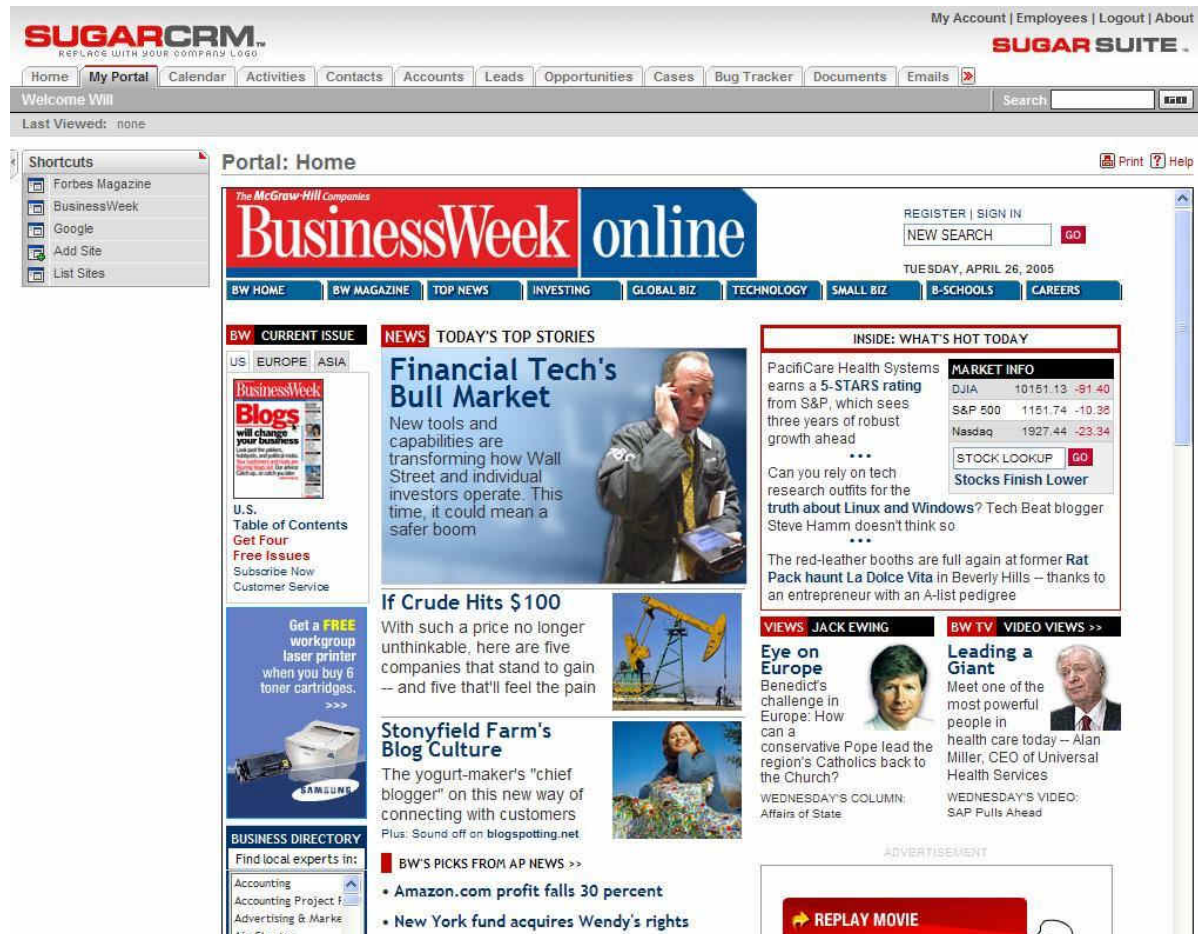 My Account | Employees | Logout | About
SUGARCRM™
REPLACE WITH YOUR COMPANY LOGO
SUGAR SUITE
Home My Portal Calendar Activities Contacts Accounts Leads Opportunities Cases Bug Tracker Documents Emails
Welcome Will
Search
Last Viewed: none
Shortcuts
Forbes Magazine
BusinessWeek
Google
Add Site
List Sites
Portal: Home
Print ? Help
The McGraw·Hill Companies
BusinessWeek online
REGISTER | SIGN IN
NEW SEARCH GO
TUESDAY, APRIL 26, 2005
BW HOME BW MAGAZINE TOP NEWS INVESTING GLOBAL BIZ TECHNOLOGY SMALL BIZ B-SCHOOLS CAREERS
BW CURRENT ISSUE
US EUROPE ASIA
BusinessWeek
Blogs
will change
your business
U.S.
Table of Contents
Get Four
Free Issues
Subscribe Now
Customer Service
Get a FREE
workgroup
laser printer
when you buy 6
toner cartridges.
>>>
SAMSUNG
BUSINESS DIRECTORY
Find local experts in:
Accounting
Accounting Project
Advertising & Marke
NEWS TODAY'S TOP STORIES
Financial Tech's
Bull Market
New tools and
capabilities are
transforming how Wall
Street and individual
investors operate. This
time, it could mean a
safer boom
If Crude Hits $100
With such a price no longer
unthinkable, here are five
companies that stand to gain
-- and five that'll feel the pain
Stonyfield Farm's
Blog Culture
The yogurt-maker's "chief
blogger" on this new way of
connecting with customers
Plus: Sound off on blogspotting.net
BW'S PICKS FROM AP NEWS >>
• Amazon.com profit falls 30 percent
• New York fund acquires Wendy's rights
INSIDE: WHAT'S HOT TODAY
PacifiCare Health Systems
earns a 5-STARS rating
from S&P, which sees
three years of robust
growth ahead
• • •
Can you rely on tech
research outfits for the
truth about Linux and Windows? Tech Beat blogger
Steve Hamm doesn't think so
• • •
The red-leather booths are full again at former Rat
Pack haunt La Dolce Vita in Beverly Hills -- thanks to
an entrepreneur with an A-list pedigree
MARKET INFO
DJIA 10151.13 -91.40
S&P 500 1151.74 -10.36
Nasdaq 1927.44 -23.34
STOCK LOOKUP GO
Stocks Finish Lower
VIEWS JACK EWING
Eye on
Europe
Benedict's
challenge in
Europe: How
can a
conservative Pope lead the
region's Catholics back to
the Church?
WEDNESDAY'S COLUMN:
Affairs of State
BW TV VIDEO VIEWS >>
Leading a
Giant
Meet one of the
most powerful
people in
health care today -- Alan
Miller, CEO of Universal
Health Services
WEDNESDAY'S VIDEO:
SAP Pulls Ahead
ADVERTISEMENT
REPLAY MOVIE